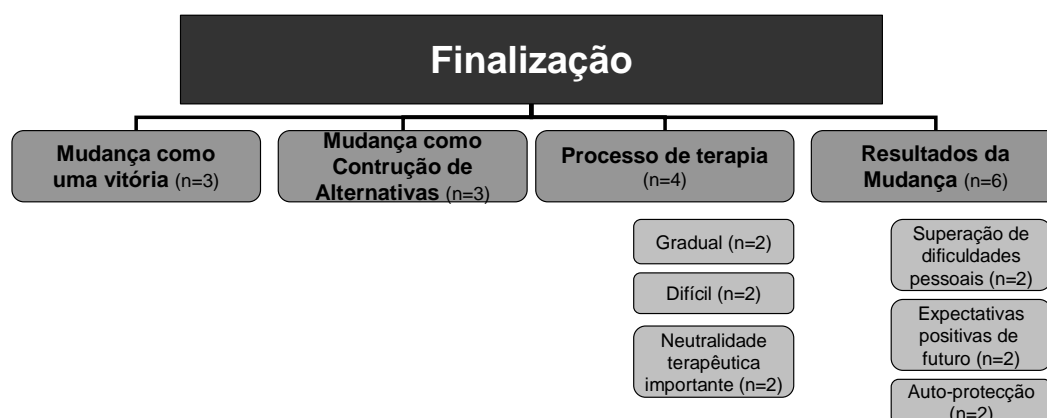 Finalização
Mudança como
uma vitória (n=3)
Mudança como
Contrução de
Alternativas (n=3)
Processo de terapia
(n=4)
Resultados da
Mudança (n=6)
Gradual (n=2)
Difícil (n=2)
Neutralidade
terapêutica
importante (n=2)
Superação de
dificuldades
pessoais (n=2)
Expectativas
positivas de
futuro (n=2)
Auto-protecção
(n=2)